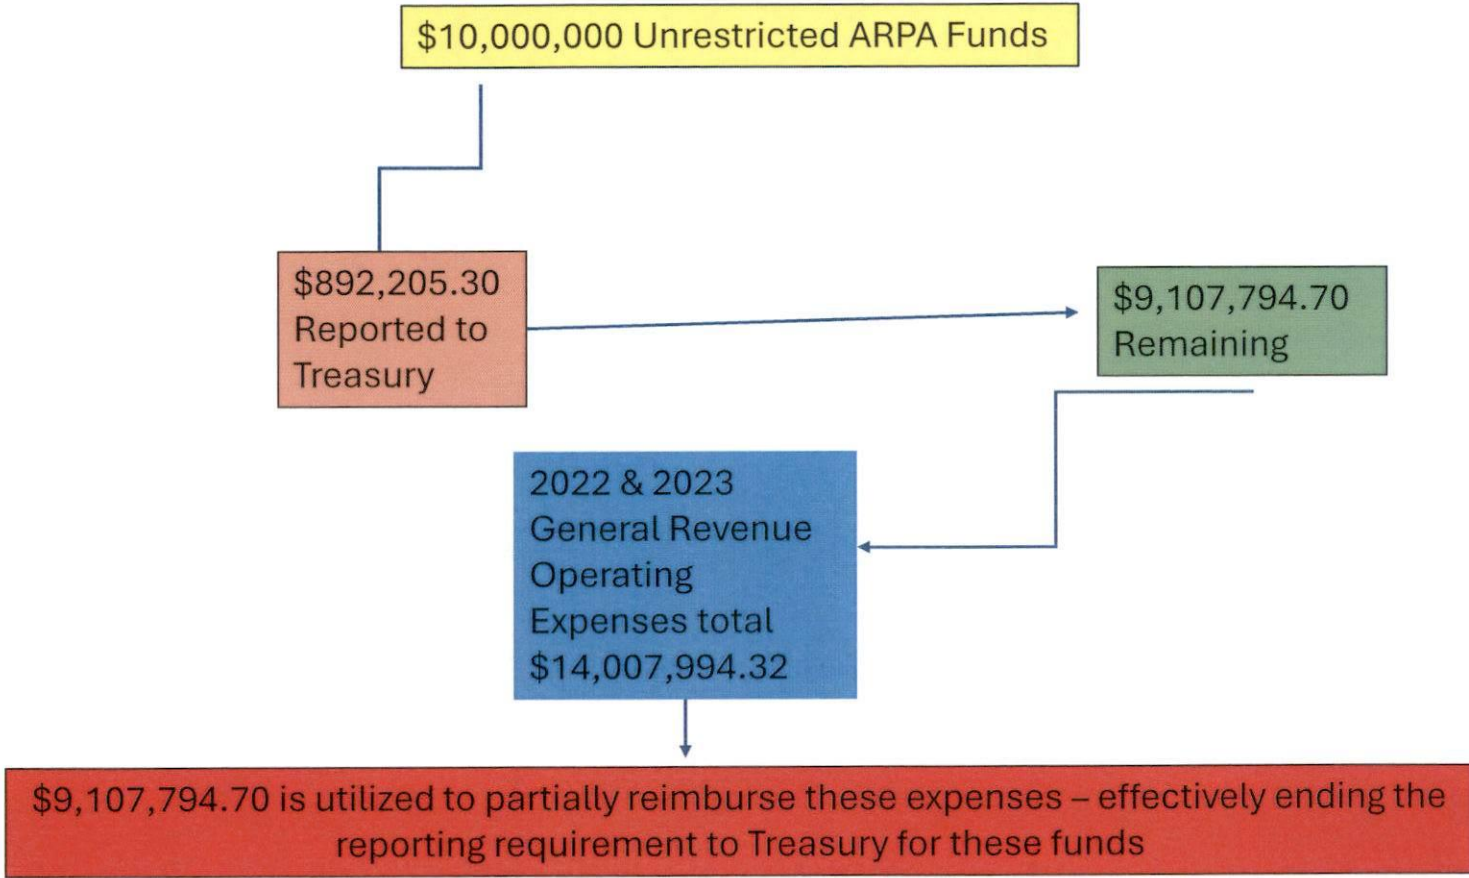 $10,000,000 Unrestricted ARPA Funds
$892,205.30
Reported to
Treasury
$9,107,794.70
Remaining
2022 & 2023
General Revenue
Operating
Expenses total
$14,007,994.32
$9,107,794.70 is utilized to partially reimburse these expenses – effectively ending the
reporting requirement to Treasury for these funds